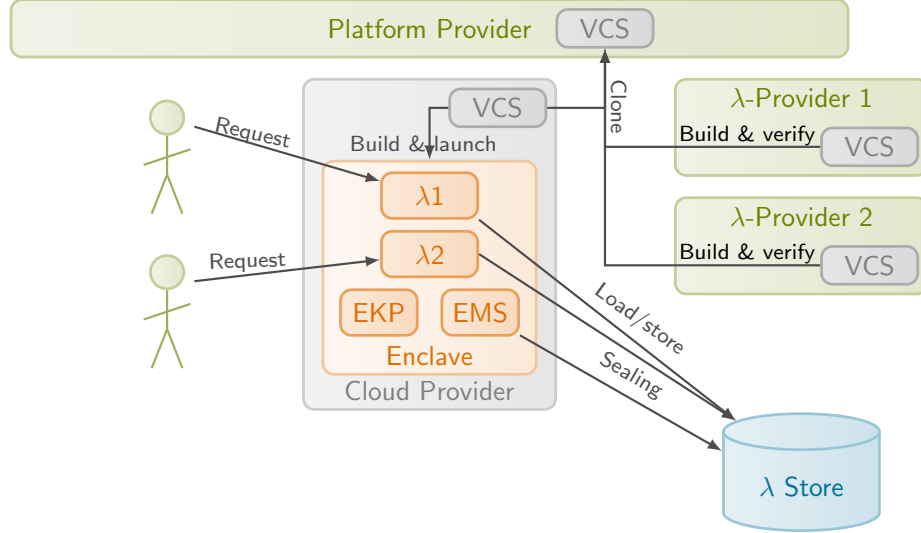 Platform Provider
VCS
VCS
Clone
λ-Provider 1
Build & verify
VCS
Request
Build & launch
λ1
λ-Provider 2
Build & verify
VCS
Request
λ2
EKP
EMS
Load/store
Enclave
Sealing
Cloud Provider
λ Store